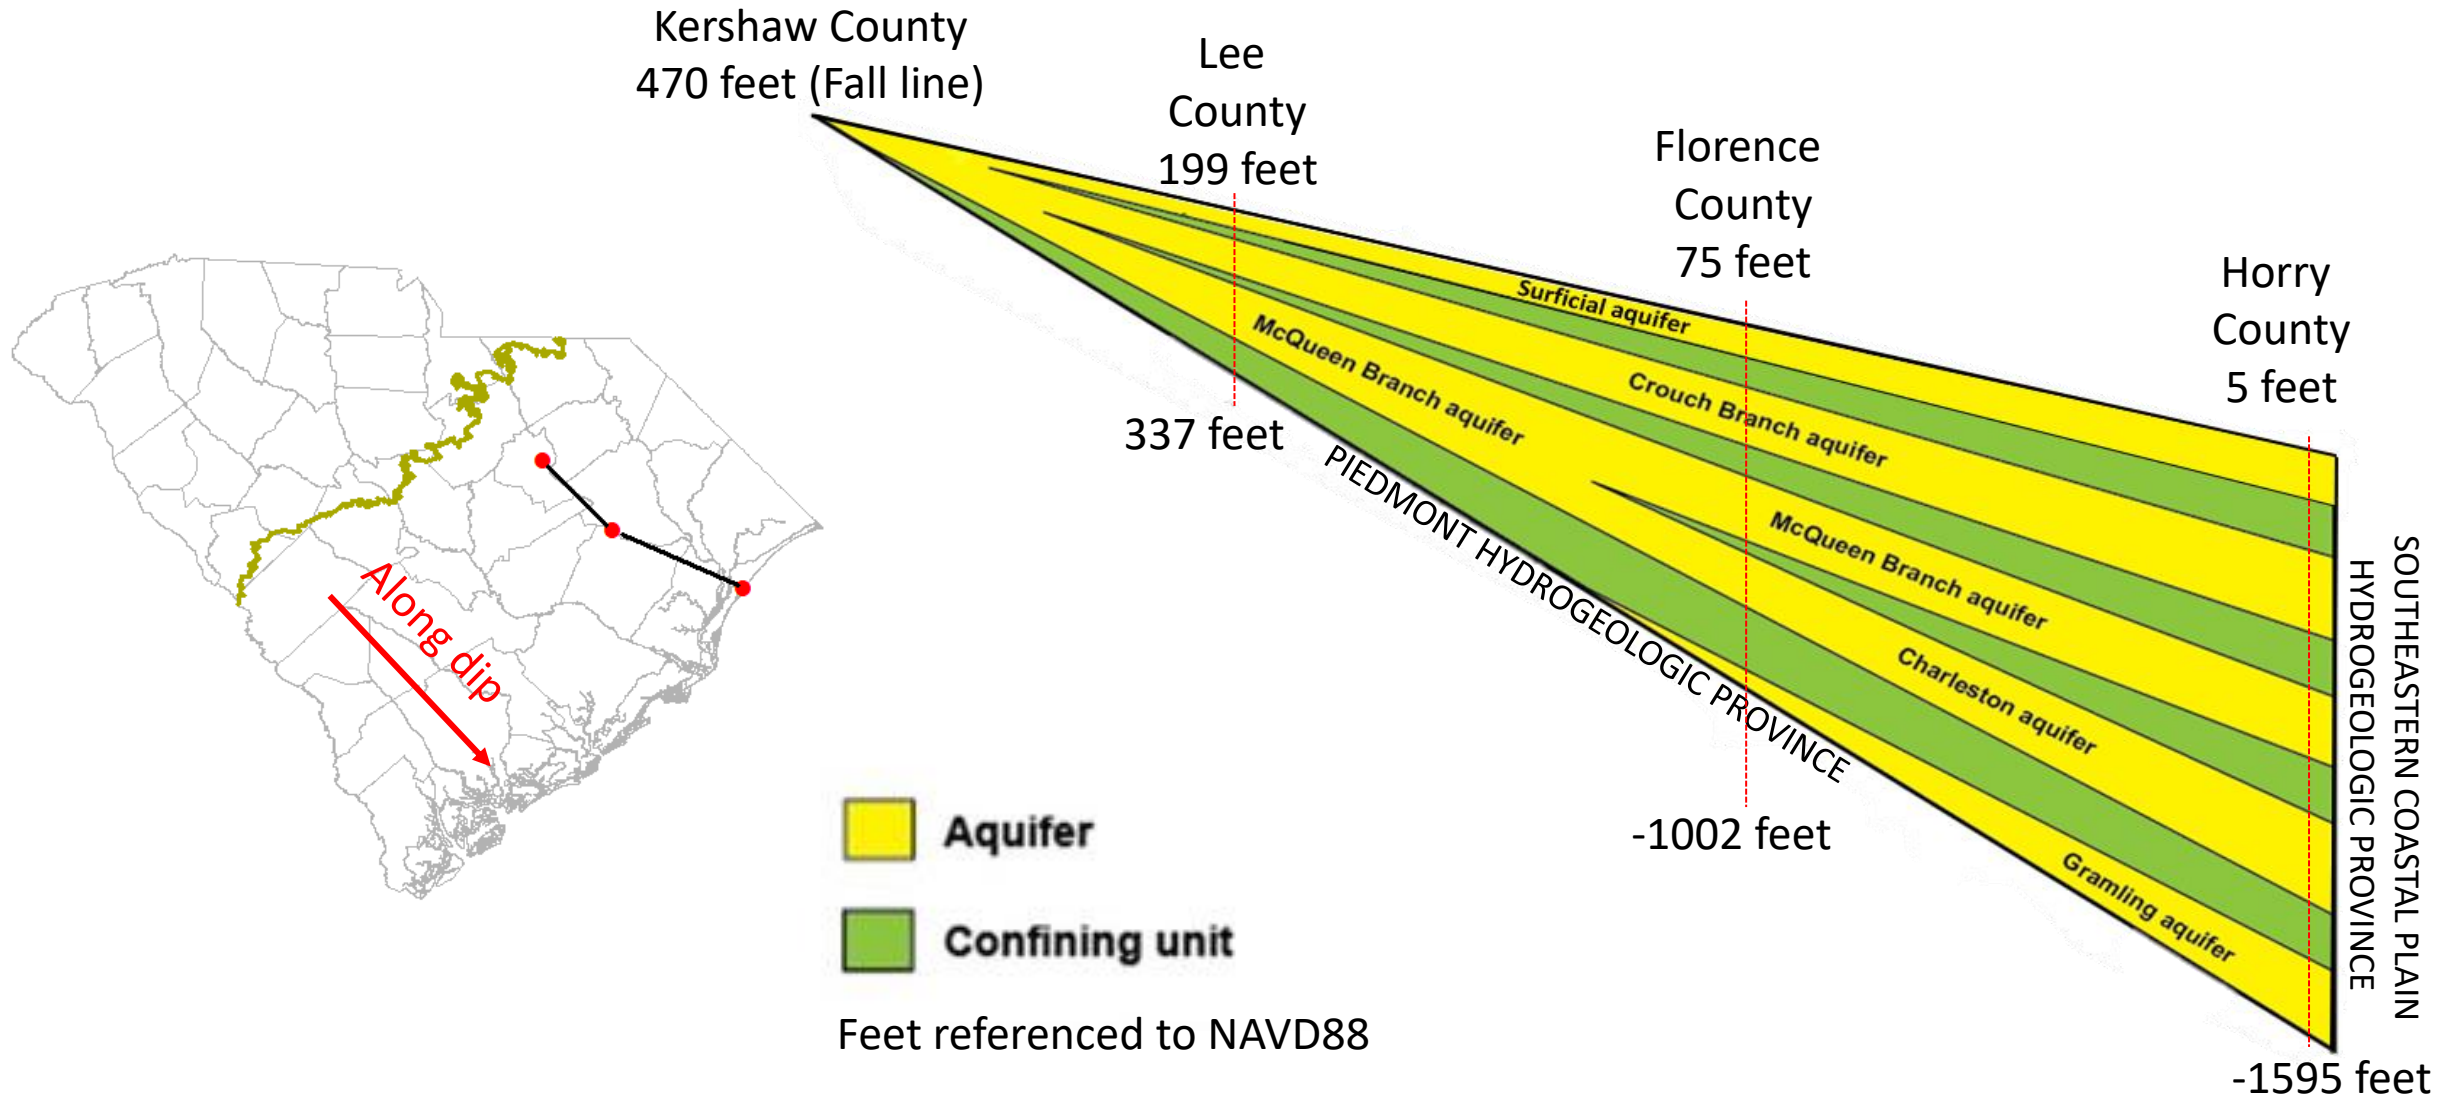 Kershaw County
470 feet (Fall line)
Lee
County
199 feet
Florence
County
75 feet
Horry
County
5 feet
Surficial aquifer
Crouch Branch aquifer
McQueen Branch aquifer
McQueen Branch aquifer
Charleston aquifer
Gramling aquifer
337 feet
-1002 feet
-1595 feet
PIEDMONT HYDROGEOLOGIC PROVINCE
SOUTHEASTERN COASTAL PLAIN
HYDROGEOLOGIC PROVINCE
Along dip
Aquifer
Confining unit
Feet referenced to NAVD88